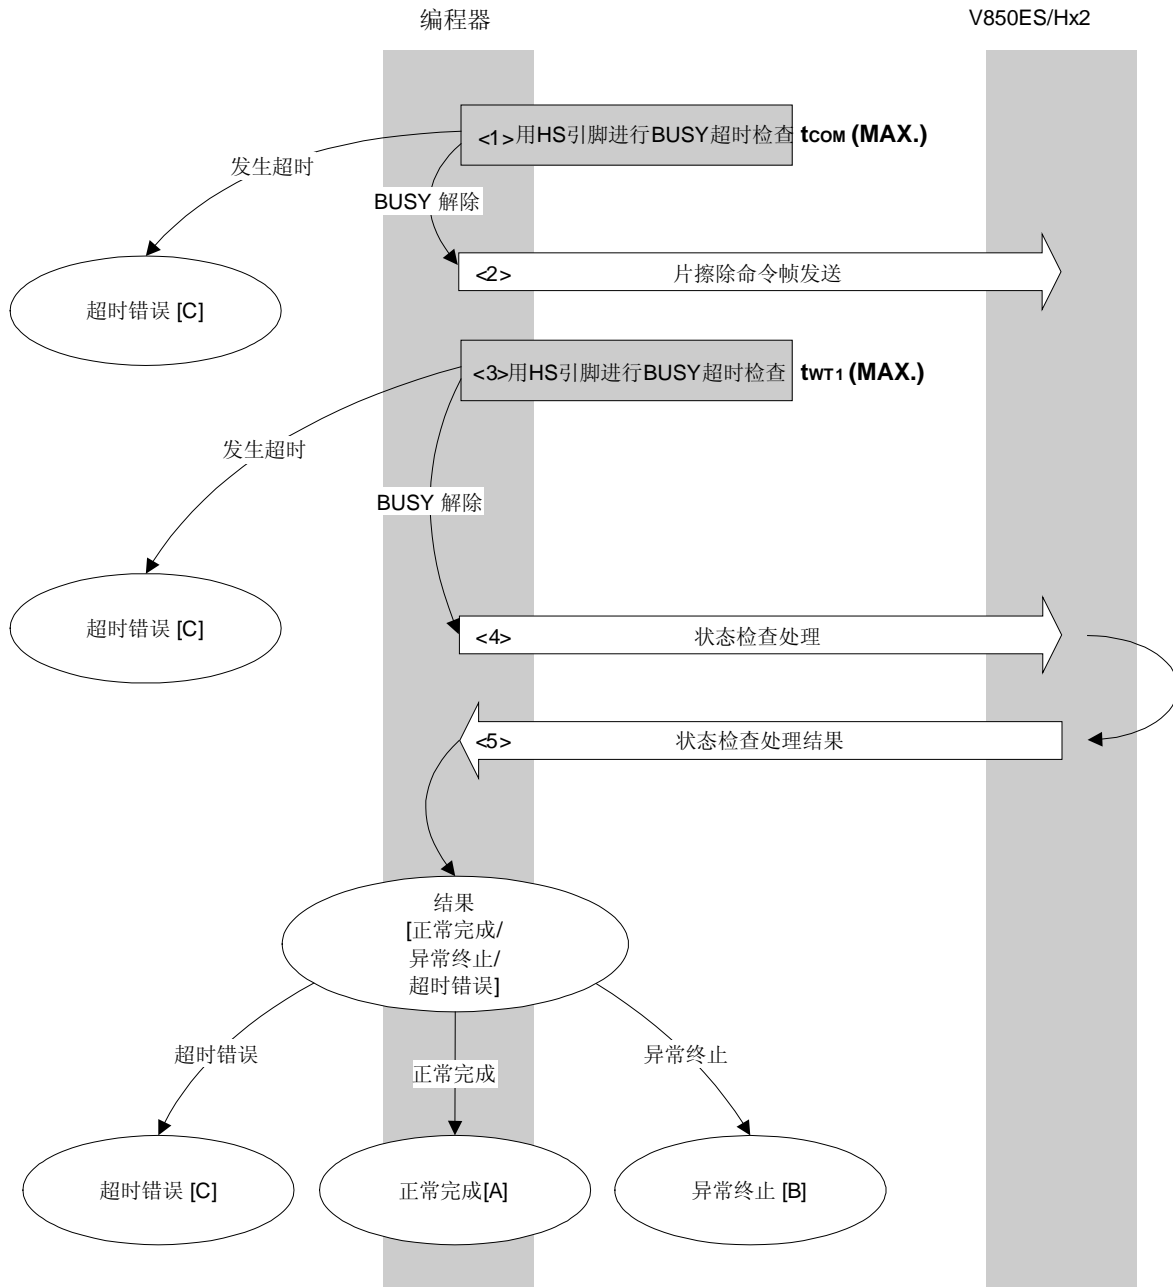 编程器
V850ES/Hx2
<1>用HS引脚进行BUSY超时检查 tCOM (MAX.)
发生超时
BUSY 解除
<2> 片擦除命令帧发送
超时错误 [C]
<3>用HS引脚进行BUSY超时检查 tWT1 (MAX.)
发生超时
BUSY 解除
超时错误 [C]
<4> 状态检查处理
<5> 状态检查处理结果
结果
[正常完成/
异常终止/
超时错误]
超时错误
正常完成
异常终止
超时错误 [C]
正常完成[A]
异常终止 [B]